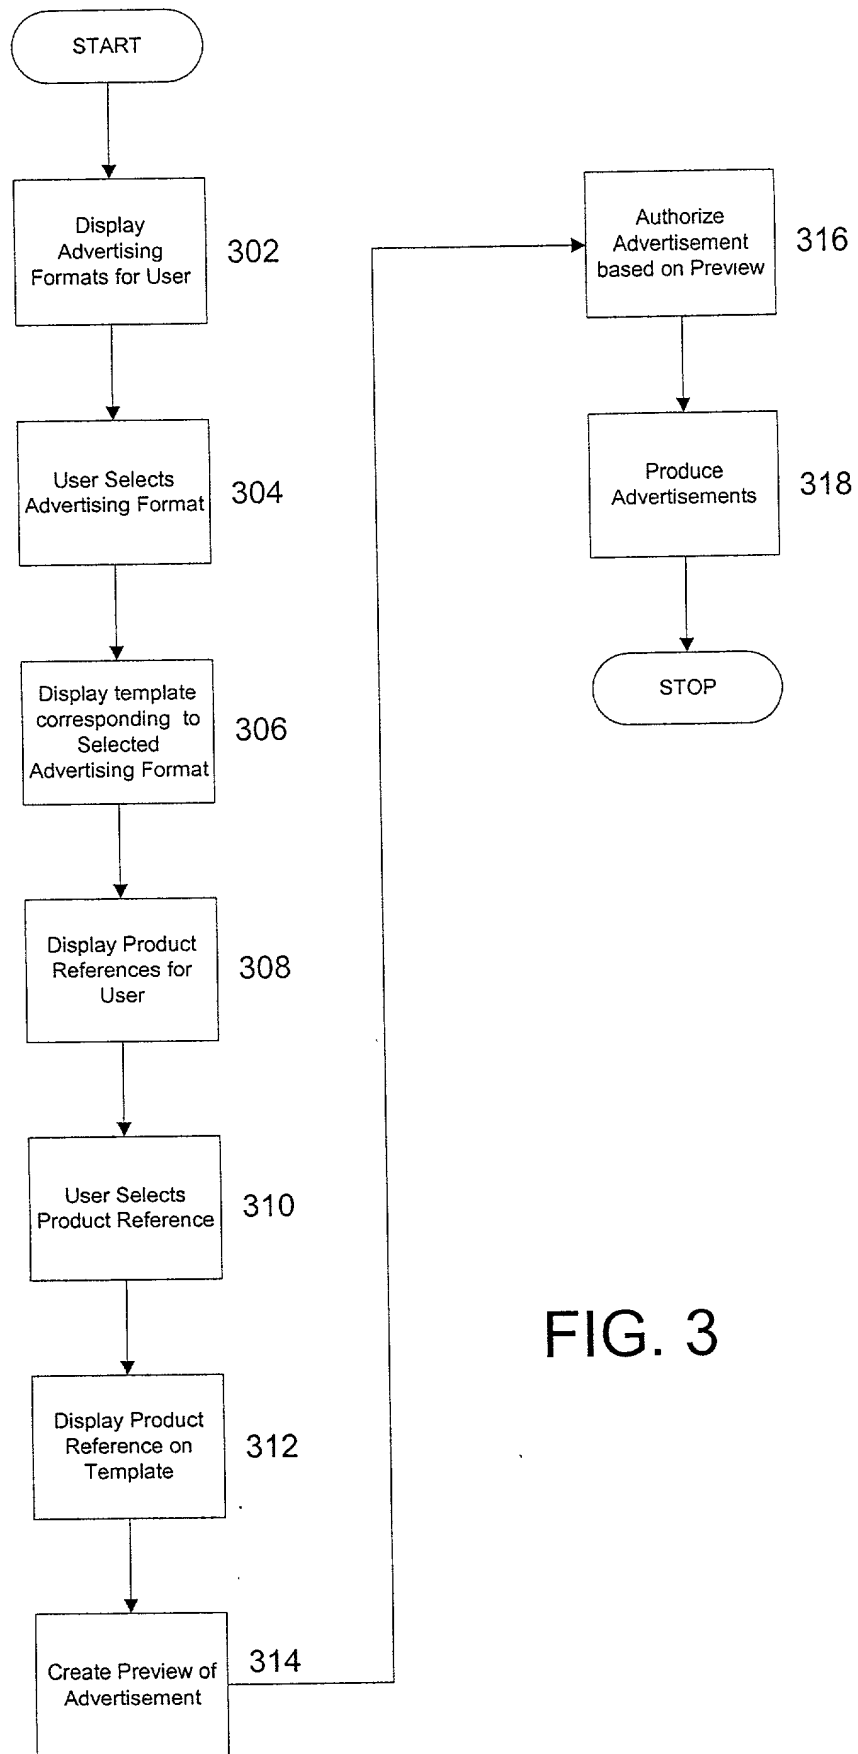 START
Display
Advertising
Formats for User
302
User Selects
Advertising Format
304
Display template
corresponding to
Selected
Advertising Format
306
Display Product
References for
User
308
User Selects
Product Reference
310
Display Product
Reference on
Template
312
Create Preview of
Advertisement
314
Authorize
Advertisement
based on Preview
316
Produce
Advertisements
318
STOP
FIG. 3